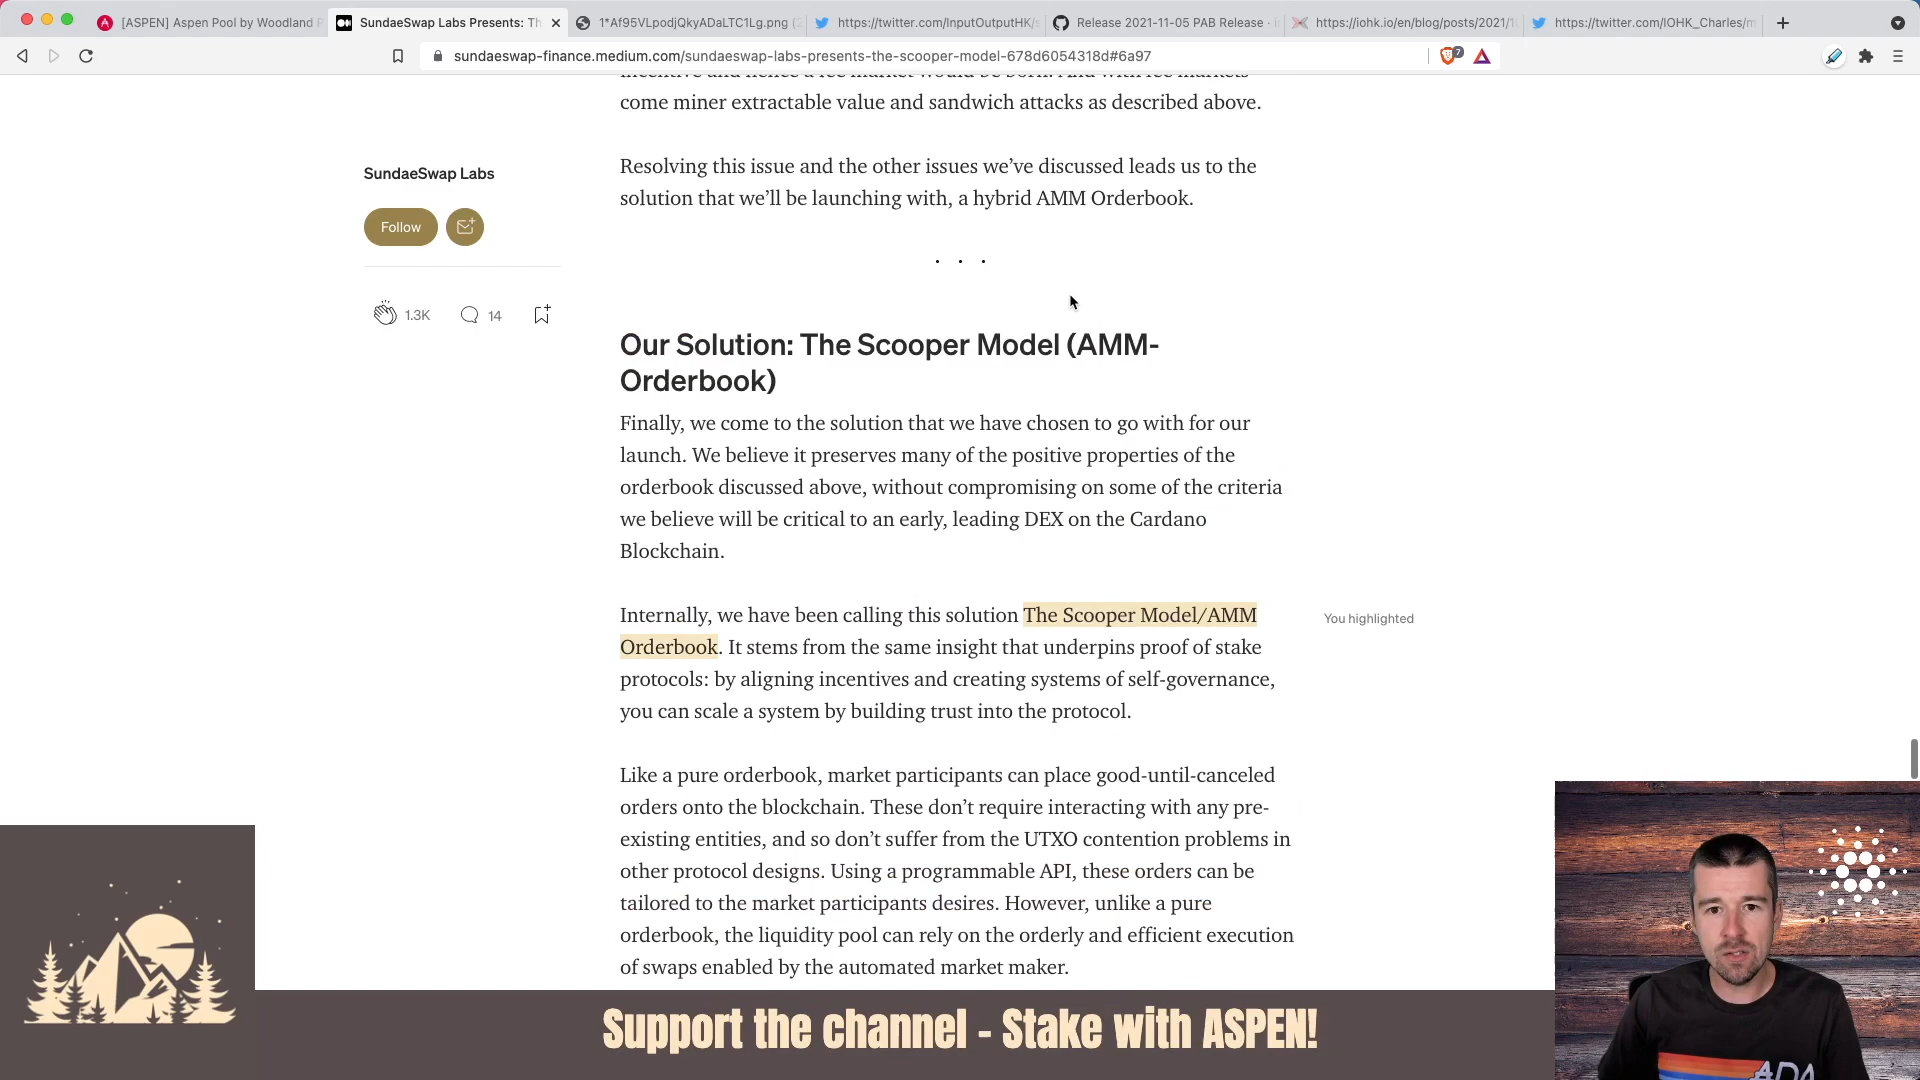 [ASPEN] Aspen Pool by Woodland P
SundaeSwap Labs Presents: Th
1*Af95VLpodjQkyADaLTC1Lg.png (2
https://twitter.com/InputOutputHK/s
Release 2021-11-05 PAB Release · i
https://iohk.io/en/blog/posts/2021/1
https://twitter.com/IOHK_Charles/m
sundaeswap-finance.medium.com/sundaeswap-labs-presents-the-scooper-model-678d6054318d#6a97
7
come miner extractable value and sandwich attacks as described above.
SundaeSwap Labs
Follow
1.3K
14
Resolving this issue and the other issues we’ve discussed leads us to the
solution that we’ll be launching with, a hybrid AMM Orderbook.
. . .
Our Solution: The Scooper Model (AMM-
Orderbook)
Finally, we come to the solution that we have chosen to go with for our
launch. We believe it preserves many of the positive properties of the
orderbook discussed above, without compromising on some of the criteria
we believe will be critical to an early, leading DEX on the Cardano
Blockchain.
Internally, we have been calling this solution The Scooper Model/AMM
Orderbook. It stems from the same insight that underpins proof of stake
protocols: by aligning incentives and creating systems of self-governance,
you can scale a system by building trust into the protocol.
You highlighted
Like a pure orderbook, market participants can place good-until-canceled
orders onto the blockchain. These don’t require interacting with any pre-
existing entities, and so don’t suffer from the UTXO contention problems in
other protocol designs. Using a programmable API, these orders can be
tailored to the market participants desires. However, unlike a pure
orderbook, the liquidity pool can rely on the orderly and efficient execution
of swaps enabled by the automated market maker.
Support the channel - Stake with ASPEN!
ADA